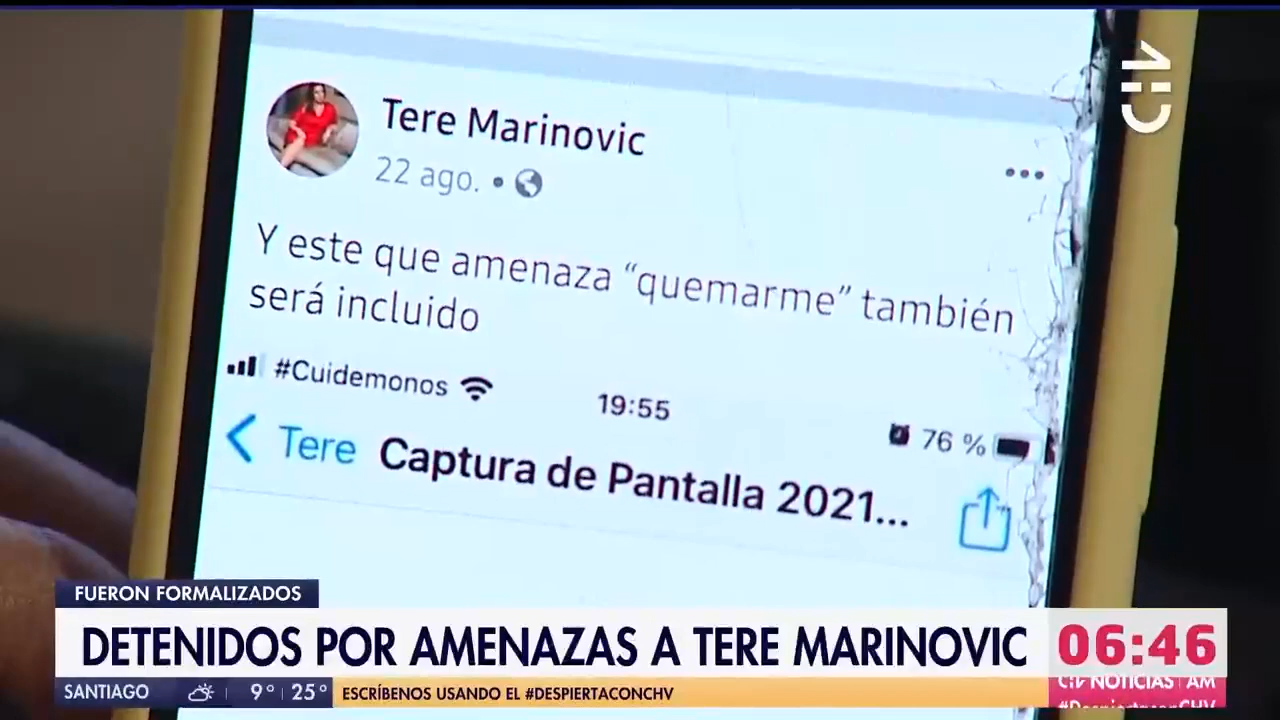 CHV
Tere Marinovic
22 ago.
Y este que amenaza “quemarme” también
será incluido
#Cuidemonos
19:55
76 %
Tere
Captura de Pantalla 2021...
FUERON FORMALIZADOS
DETENIDOS POR AMENAZAS A TERE MARINOVIC
06:46
SANTIAGO 9° 25° ESCRÍBENOS USANDO EL #DESPIERTACONCHV
CHV NOTICIAS AM